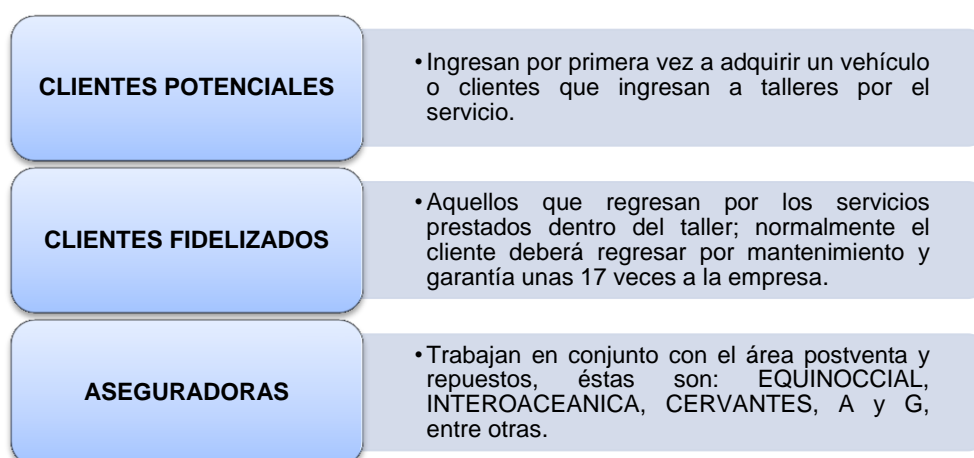 CLIENTES POTENCIALES
•Ingresan por primera vez a adquirir un vehículo
o clientes que ingresan a talleres por el
servicio.
CLIENTES FIDELIZADOS
•Aquellos que regresan por los servicios
prestados dentro del taller; normalmente el
cliente deberá regresar por mantenimiento y
garantía unas 17 veces a la empresa.
ASEGURADORAS
•Trabajan en conjunto con el área postventa y
repuestos, éstas son: EQUINOCCIAL,
INTEROACEANICA, CERVANTES, A y G,
entre otras.